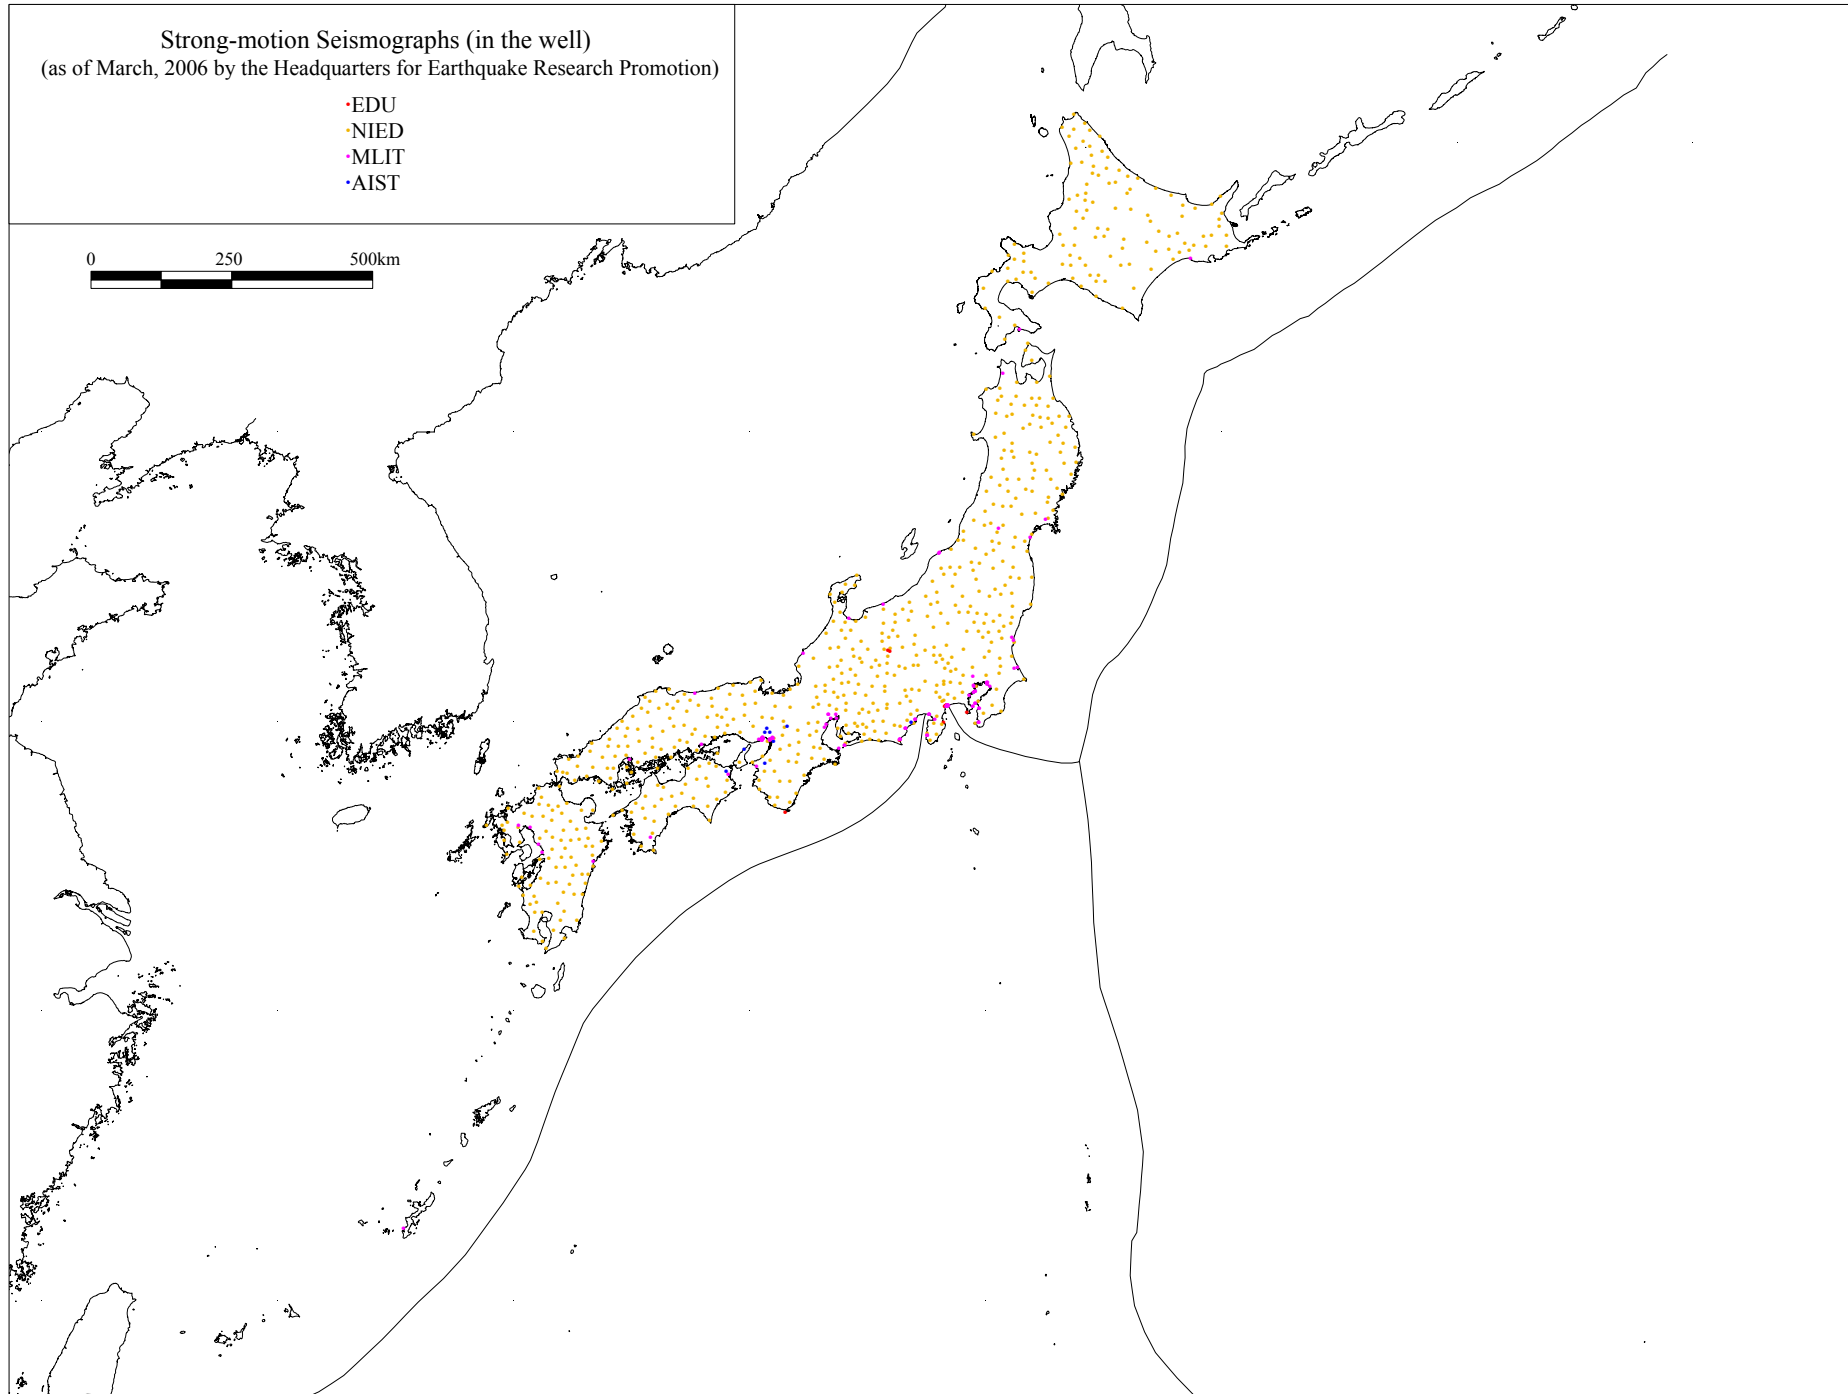 Strong-motion Seismographs (in the well)
(as of March, 2006 by the Headquarters for Earthquake Research Promotion)
EDU
NIED
MLIT
AIST
0 250 500km